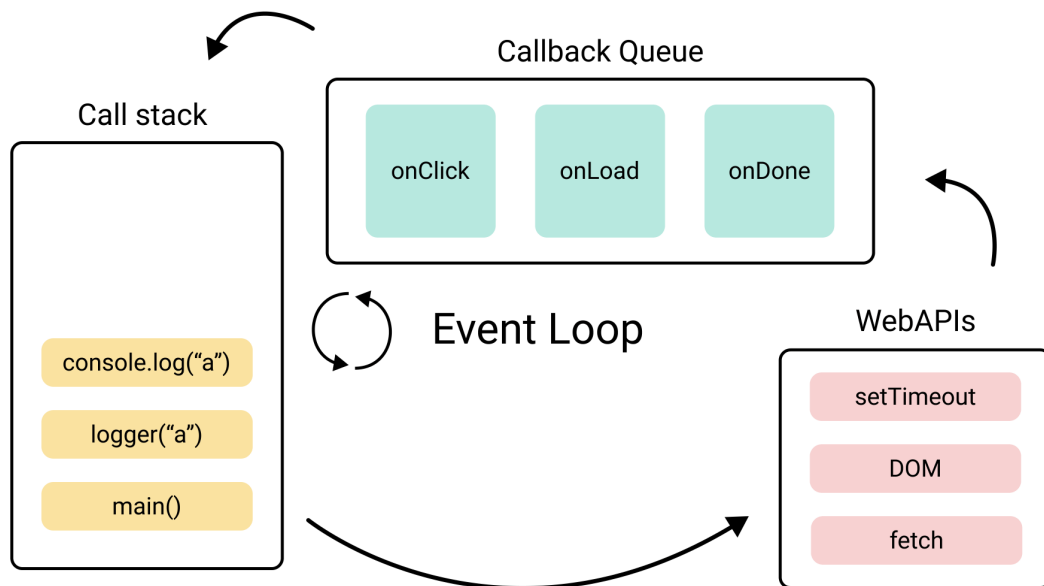 Callback Queue
onClick
onLoad
onDone
Call stack
console.log(“a”)
logger(“a”)
main()
Event Loop
WebAPIs
setTimeout
DOM
fetch